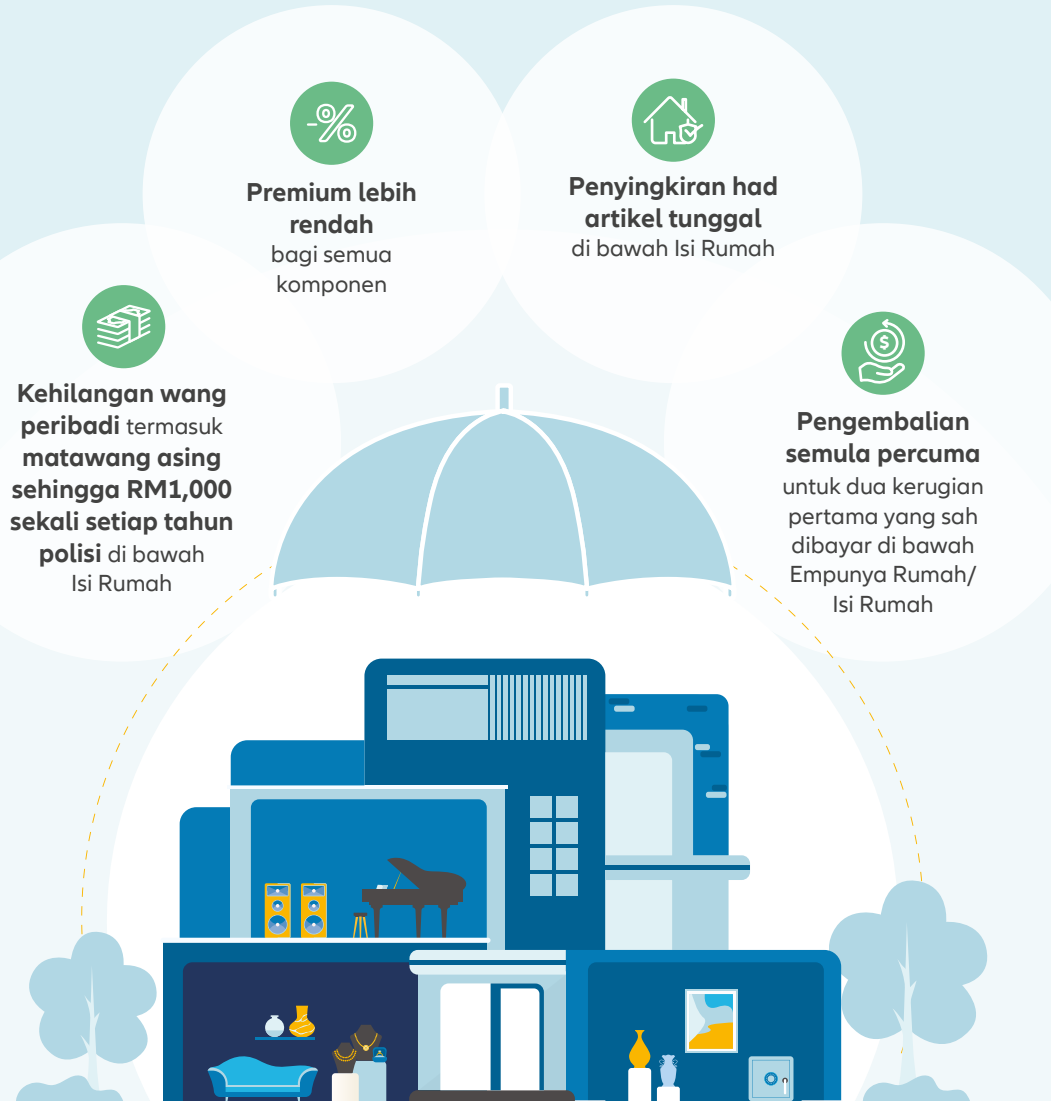 Premium lebih
rendah
bagi semua
komponen
Penyingkiran had
artikel tunggal
di bawah Isi Rumah
Kehilangan wang
peribadi termasuk
matawang asing
sehingga RM1,000
sekali setiap tahun
polisi di bawah
Isi Rumah
Pengembalian
semula percuma
untuk dua kerugian
pertama yang sah
dibayar di bawah
Empunya Rumah/
Isi Rumah